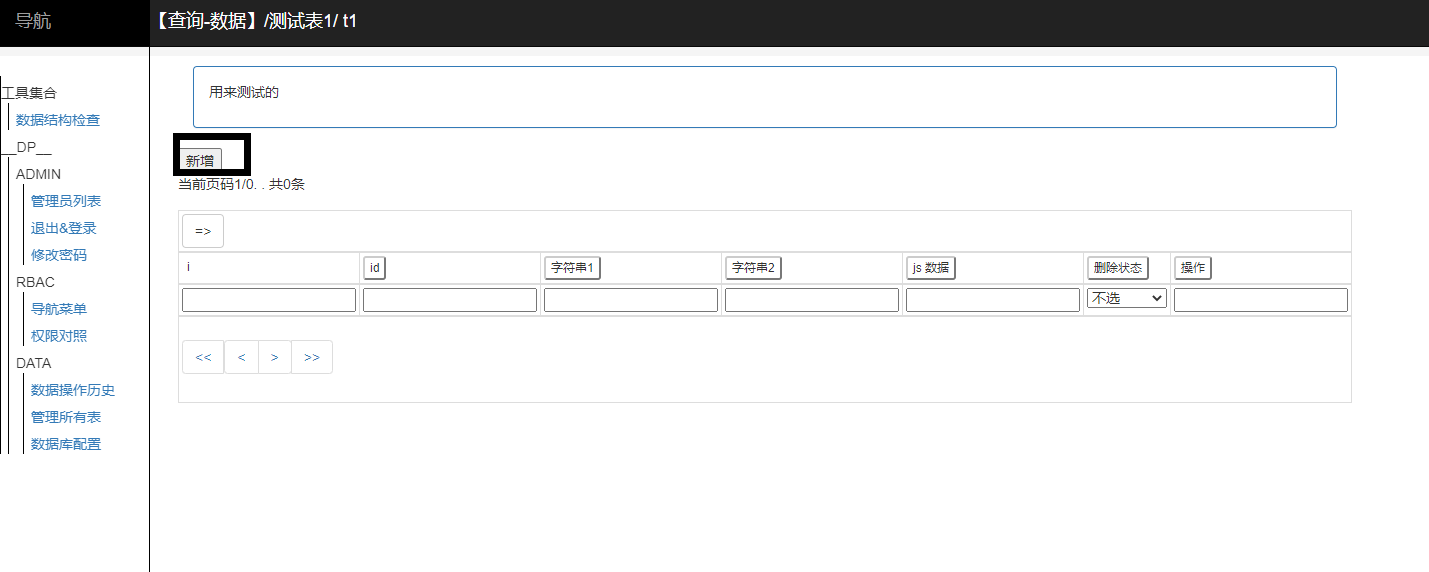 导航
【查询-数据】/测试表1/ t1
工具集合
数据结构检查
__DP__
ADMIN
管理员列表
退出&登录
修改密码
RBAC
导航菜单
权限对照
DATA
数据操作历史
管理所有表
数据库配置
用来测试的
新增
当前页码1/0. . 共0条
=>
i id 字符串1 字符串2 js 数据 删除状态 操作
不选
<< < > >>